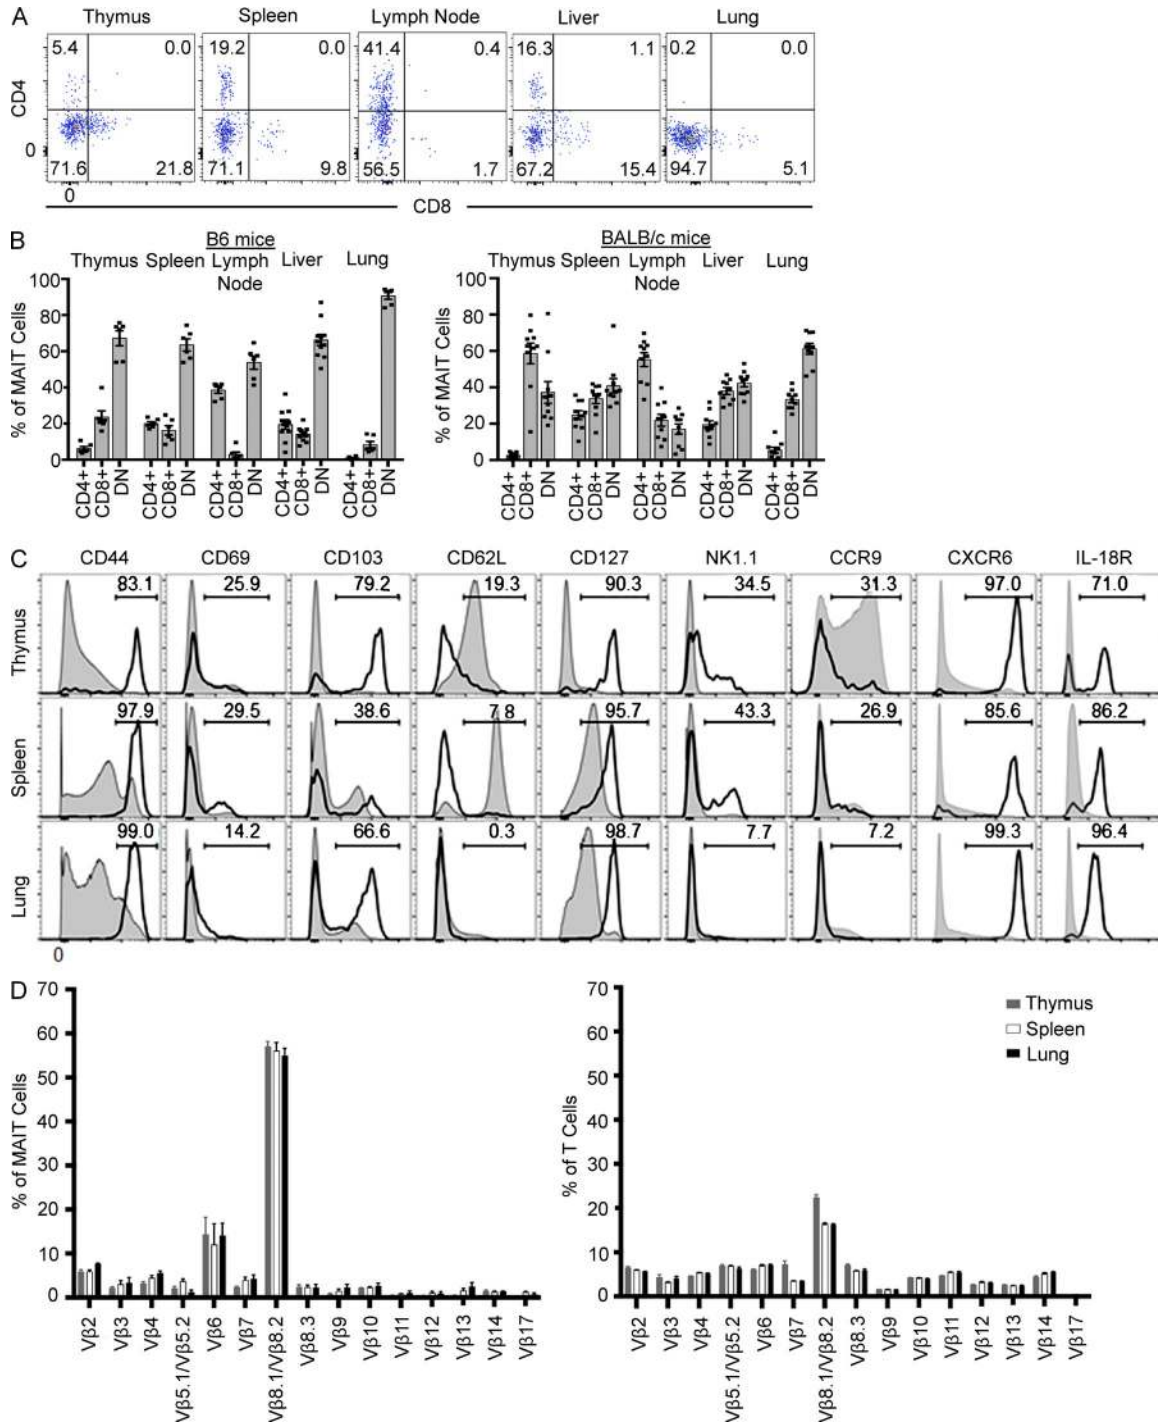 A
Thymus Spleen Lymph Node Liver Lung
5.4 0.0 19.2 0.0 41.4 0.4 16.3 1.1 0.2 0.0
CD4
0
71.6 21.8 71.1 9.8 56.5 1.7 67.2 15.4 94.7 5.1
0
CD8
B
B6 mice
Thymus Spleen Lymph Node Liver Lung
% of MAIT Cells
100
80
60
40
20
0
CD4+ CD8+ DN CD4+ CD8+ DN CD4+ CD8+ DN CD4+ CD8+ DN CD4+ CD8+ DN
BALB/c mice
Thymus Spleen Lymph Node Liver Lung
% of MAIT Cells
100
80
60
40
20
0
CD4+ CD8+ DN CD4+ CD8+ DN CD4+ CD8+ DN CD4+ CD8+ DN CD4+ CD8+ DN
C
CD44 CD69 CD103 CD62L CD127 NK1.1 CCR9 CXCR6 IL-18R
Thymus
83.1 25.9 79.2 19.3 90.3 34.5 31.3 97.0 71.0
Spleen
97.9 29.5 38.6 7.8 95.7 43.3 26.9 85.6 86.2
Lung
99.0 14.2 66.6 0.3 98.7 7.7 7.2 99.3 96.4
0
D
% of MAIT Cells
70
60
50
40
30
20
10
0
Vβ2 Vβ3 Vβ4 Vβ5.1/Vβ5.2 Vβ6 Vβ7 Vβ8.1/Vβ8.2 Vβ8.3 Vβ9 Vβ10 Vβ11 Vβ12 Vβ13 Vβ14 Vβ17
% of T Cells
70
60
50
40
30
20
10
0
Vβ2 Vβ3 Vβ4 Vβ5.1/Vβ5.2 Vβ6 Vβ7 Vβ8.1/Vβ8.2 Vβ8.3 Vβ9 Vβ10 Vβ11 Vβ12 Vβ13 Vβ14 Vβ17
Thymus
Spleen
Lung